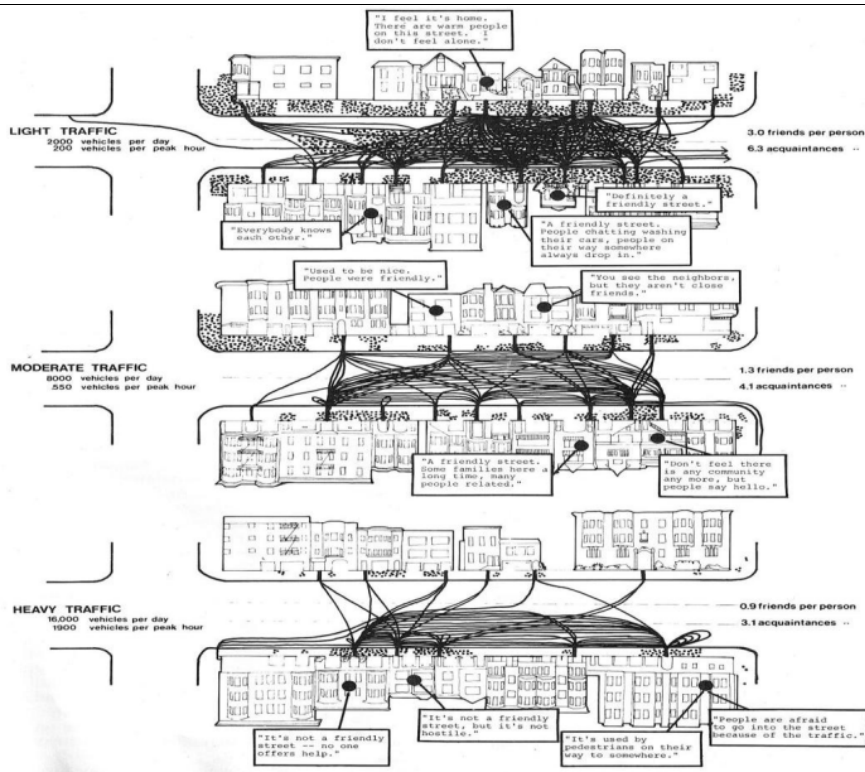 "I feel it's home.
There are warm people
on this street.  I
don't feel alone."
LIGHT TRAFFIC
2000 vehicles per day
200 vehicles per peak hour
3.0 friends per person
6.3 acquaintances ··
"Definitely a
friendly street."
"Everybody knows
each other."
"A friendly street.
People chatting washing
their cars, people on
their way somewhere
always drop in."
"Used to be nice.
People were friendly."
"You see the neighbors,
but they aren't close
friends."
MODERATE TRAFFIC
8000 vehicles per day
550 vehicles per peak hour
1.3 friends per person
4.1 acquaintances ··
"A friendly street.
Some families here a
long time, many
people related."
"Don't feel there
is any community
any more, but
people say hello."
HEAVY TRAFFIC
16,000 vehicles per day
1900 vehicles per peak hour
0.9 friends per person
3.1 acquaintances ··
"It's not a friendly
street -- no one
offers help."
"It's not a friendly
street, but it's not
hostile."
"It's used by
pedestrians on their
way to somewhere."
"People are afraid
to go into the street
because of the traffic."